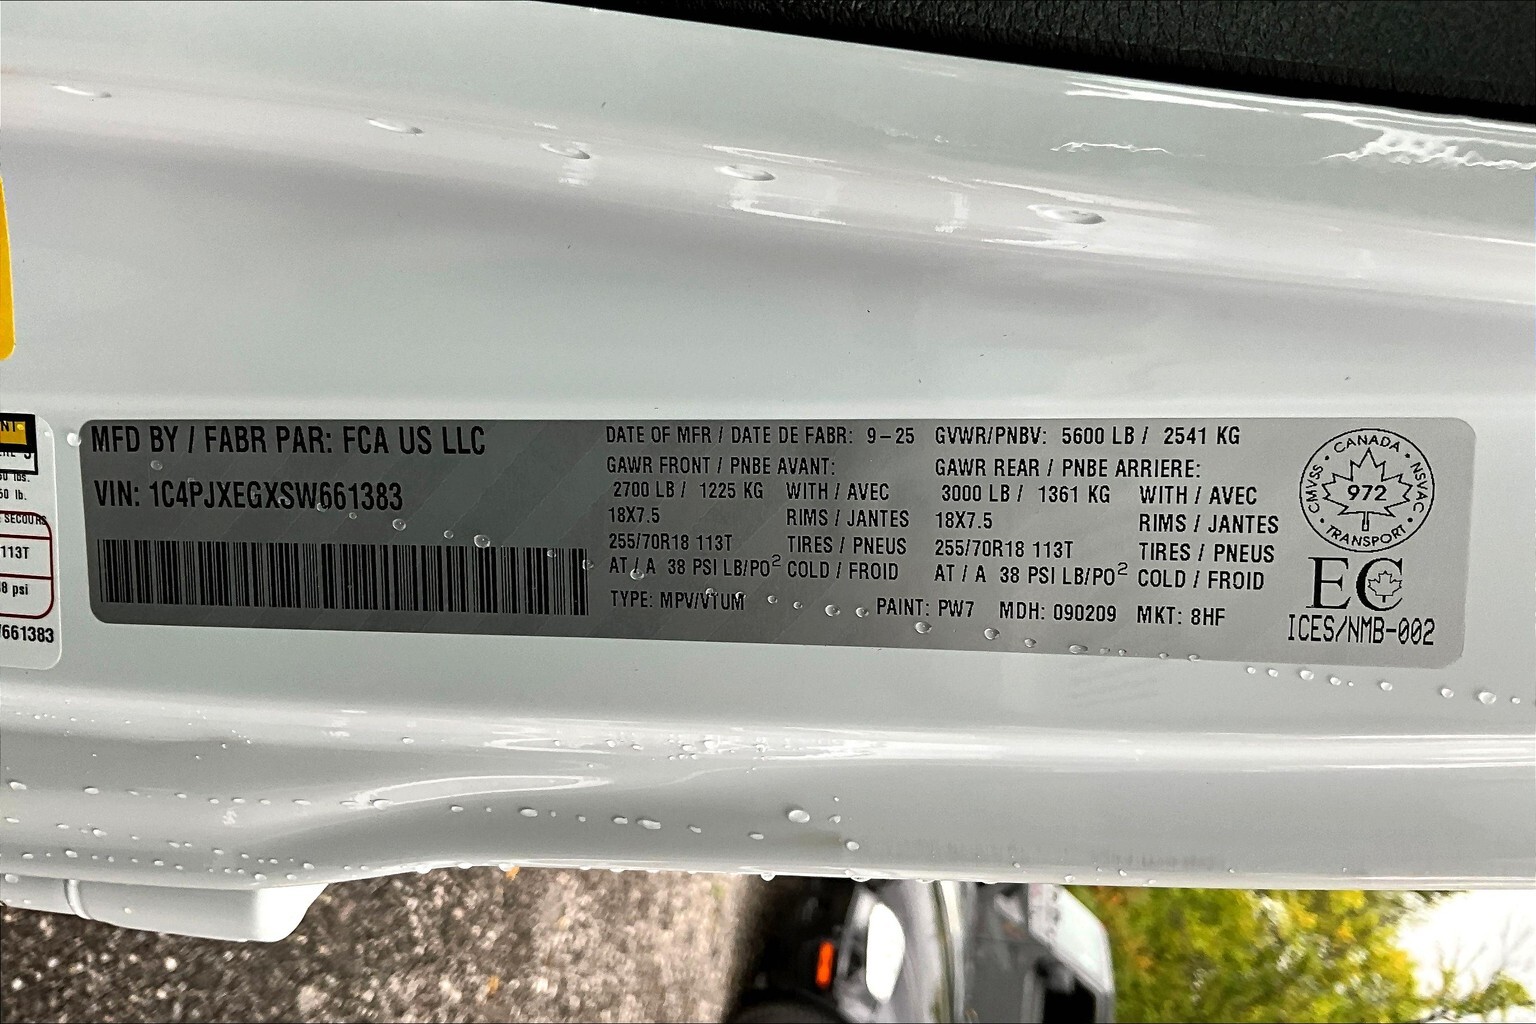 MFD BY / FABR PAR: FCA US LLC
VIN: 1C4PJXEGXSW661383
DATE OF MFR / DATE DE FABR: 9-25
GAWR FRONT / PNBE AVANT:
2700 LB / 1225 KG WITH / AVEC
18X7.5 RIMS / JANTES
255/70R18 113T TIRES / PNEUS
AT / A 38 PSI LB/PO² COLD / FROID
GVWR/PNBV: 5600 LB / 2541 KG
GAWR REAR / PNBE ARRIERE:
3000 LB / 1361 KG WITH / AVEC
18X7.5 RIMS / JANTES
255/70R18 113T TIRES / PNEUS
AT / A 38 PSI LB/PO² COLD / FROID
TYPE: MPV/VTUM PAINT: PW7 MDH: 090209 MKT: 8HF
CANADA
CMVSS · NSVAC
972
TRANSPORT
EC
ICES/NMB-002
lbs.
lb.
SECOURS
113T
8 psi
661383